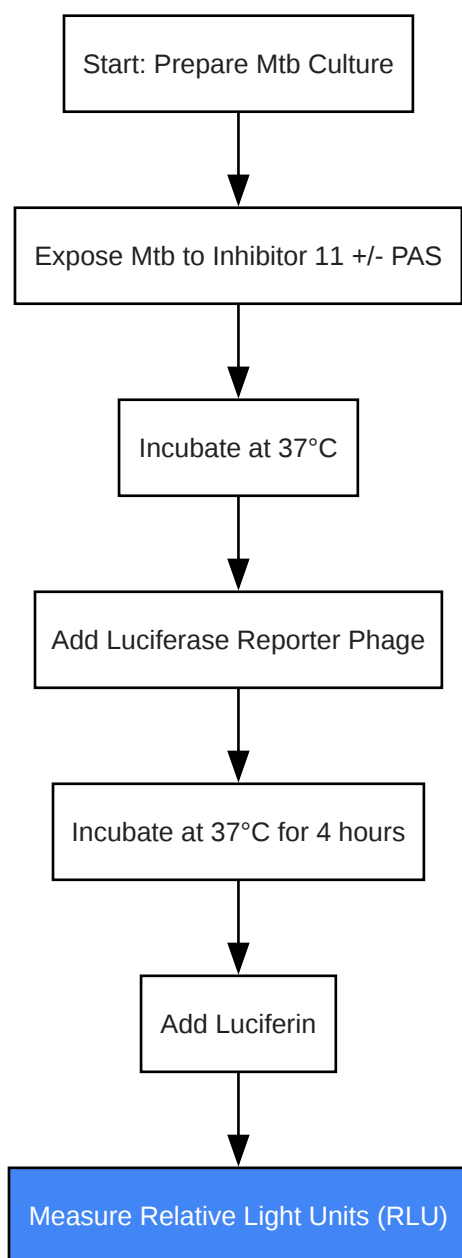 Start: Prepare Mtb Culture
Expose Mtb to Inhibitor 11 +/- PAS
Incubate at 37°C
Add Luciferase Reporter Phage
Incubate at 37°C for 4 hours
Add Luciferin
Measure Relative Light Units (RLU)